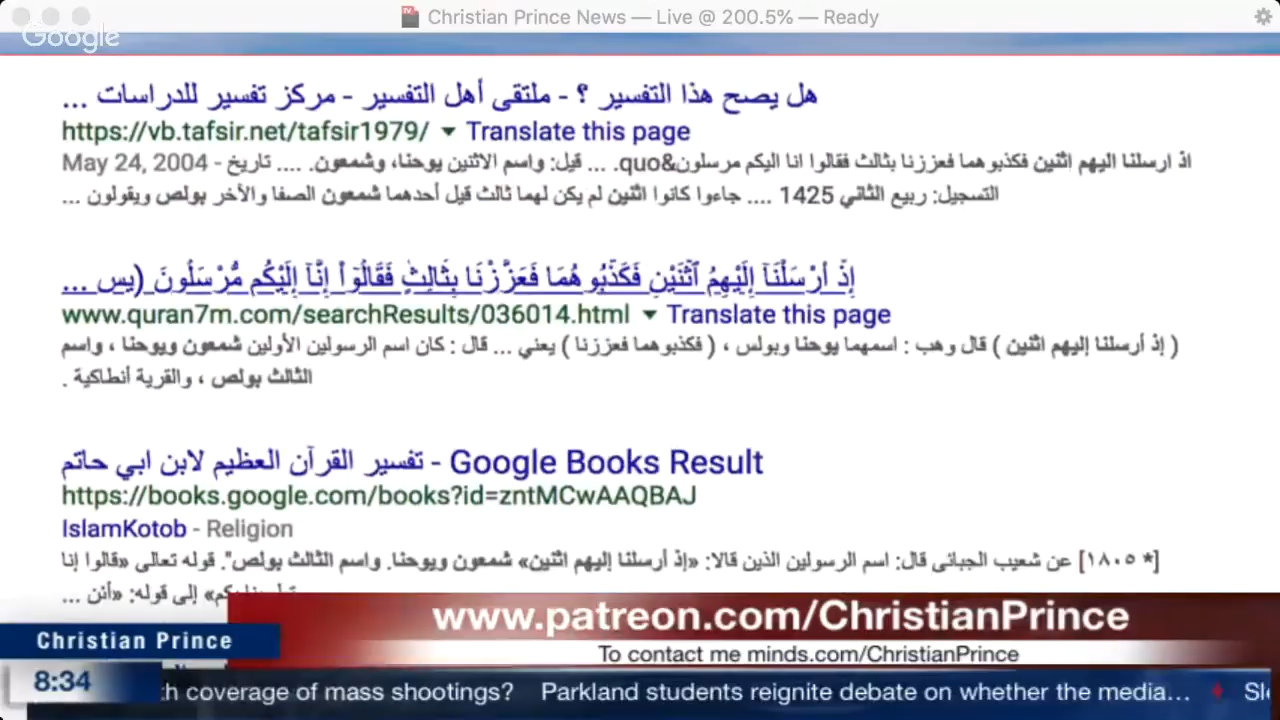 Christian Prince News — Live @ 200.5% — Ready
Google
هل يصح هذا التفسير ؟ - ملتقى أهل التفسير - مركز تفسير للدراسات ...
https://vb.tafsir.net/tafsir1979/ ▼ Translate this page
May 24, 2004 - اذ ارسلنا اليهم اثنين فكذبوهما فعززنا بثالث فقالوا انا اليكم مرسلون&quo. ... قيل: واسم الاثنين يوحنا، وشمعون. .... تاريخ
التسجيل: ربيع الثاني 1425 .... جاءوا كانوا اثنين لم يكن لهما ثالث قيل أحدهما شمعون الصفا والأخر بولص ويقولون ...
إِذْ أَرْسَلْنَآ إِلَيْهِمُ ٱثْنَيْنِ فَكَذَّبُوهُمَا فَعَزَّزْنَا بِثَالِثٍ فَقَالُوٓا۟ إِنَّآ إِلَيْكُم مُّرْسَلُونَ (يس ...
www.quran7m.com/searchResults/036014.html ▼ Translate this page
( إذ أرسلنا إليهم اثنين ) قال وهب : اسمهما يوحنا وبولس ، ( فكذبوهما فعززنا ) يعني ... قال : كان اسم الرسولين الأولين شمعون ويوحنا ، واسم
الثالث بولص ، والقرية أنطاكية .
تفسير القرآن العظيم لابن ابي حاتم - Google Books Result
https://books.google.com/books?id=zntMCwAAQBAJ
IslamKotob - Religion
[* ١٨٠٥] عن شعيب الجبائى قال: اسم الرسولين الذين قالا: «إذ أرسلنا إليهم اثنين» شمعون ويوحنا. واسم الثالث بولص". قوله تعالى «قالوا إنا
إلى قوله: «أئن ...
www.patreon.com/ChristianPrince
Christian Prince
To contact me minds.com/ChristianPrince
8:34
coverage of mass shootings? Parkland students reignite debate on whether the media...